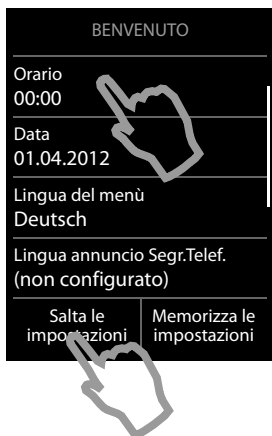 BENVENUTO
Orario
00:00
Data
01.04.2012
Lingua del menù
Deutsch
Lingua annuncio Segr.Telef.
(non configurato)
Salta le
impostazioni
Memorizza le
impostazioni